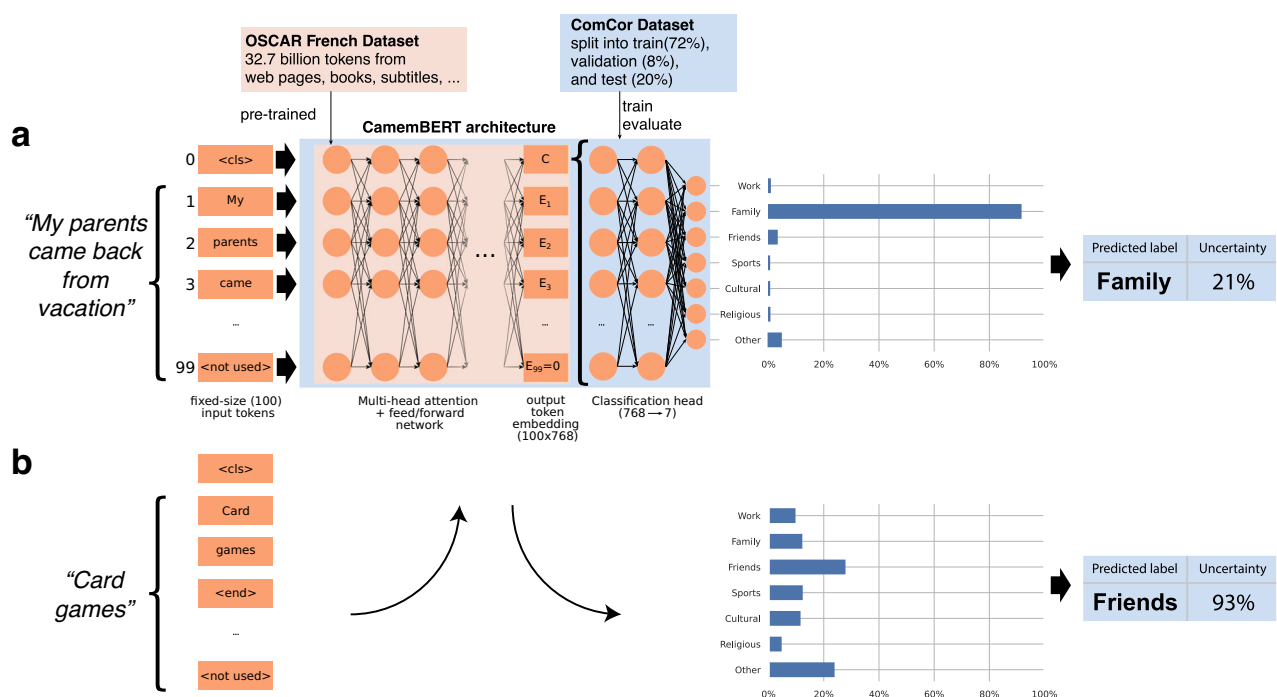 OSCAR French Dataset
32.7 billion tokens from
web pages, books, subtitles, ...
ComCor Dataset
split into train(72%),
validation (8%),
and test (20%)
pre-trained
train
evaluate
CamemBERT architecture
a
“My parents
came back
from
vacation”
0 <cls>
1 My
2 parents
3 came
...
99 <not used>
...
C
E1
E2
E3
...
E99=0
... ...
fixed-size (100)
input tokens
Multi-head attention
+ feed/forward
network
output
token
embedding
(100x768)
Classification head
(768→7)
Work
Family
Friends
Sports
Cultural
Religious
Other
0% 20% 40% 60% 80% 100%
Predicted label Uncertainty
Family 21%
b
“Card
games”
<cls>
Card
games
<end>
...
<not used>
Work
Family
Friends
Sports
Cultural
Religious
Other
0% 20% 40% 60% 80% 100%
Predicted label Uncertainty
Friends 93%